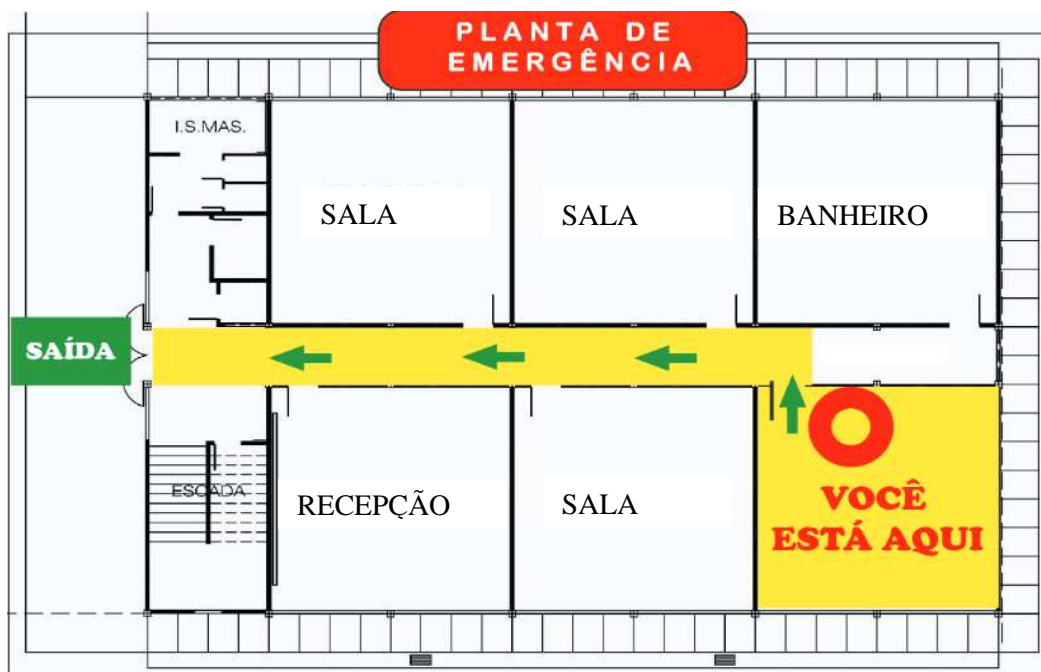 PLANTA DE
EMERGÊNCIA
I.S.MAS.
SALA
SALA
BANHEIRO
SAÍDA
ESCADA
RECEPÇÃO
SALA
VOCÊ
ESTÁ AQUI